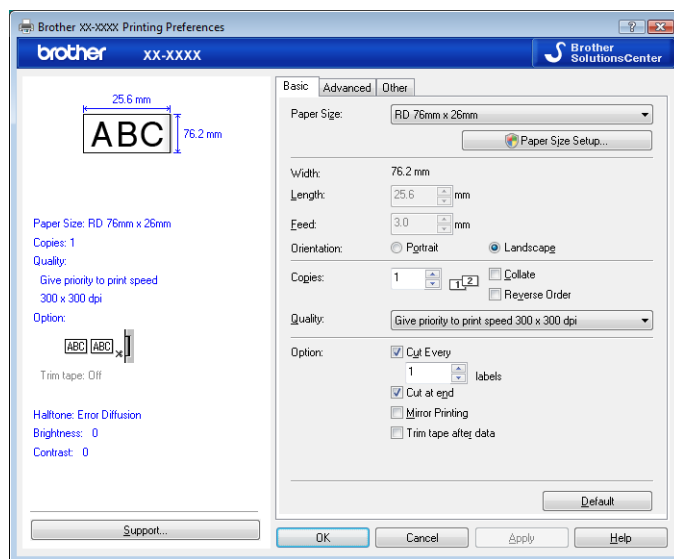 Brother XX-XXXX Printing Preferences
brother XX-XXXX
Brother
SolutionsCenter
25.6 mm
ABC
76.2 mm
Paper Size: RD 76mm x 26mm
Copies: 1
Quality:
Give priority to print speed
300 x 300 dpi
Option:
ABC ABC
Trim tape: Off
Halftone: Error Diffusion
Brightness: 0
Contrast: 0
Support...
Basic Advanced Other
Paper Size: RD 76mm x 26mm
Paper Size Setup...
Width: 76.2 mm
Length: 25.6 mm
Feed: 3.0 mm
Orientation: Portrait Landscape
Copies: 1 1 2 Collate
Reverse Order
Quality: Give priority to print speed 300 x 300 dpi
Option: Cut Every
1 labels
Cut at end
Mirror Printing
Trim tape after data
Default
OK Cancel Apply Help